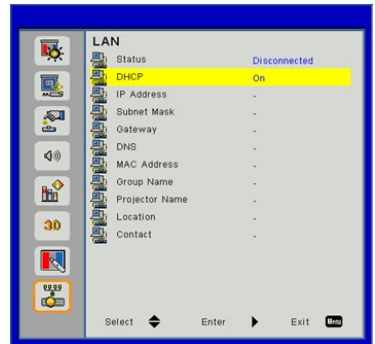 LAN
Status Disconnected
DHCP On
IP Address -
Subnet Mask -
Gateway -
DNS -
MAC Address -
Group Name -
Projector Name -
Location -
Contact -
3D
Select Enter Exit Menu